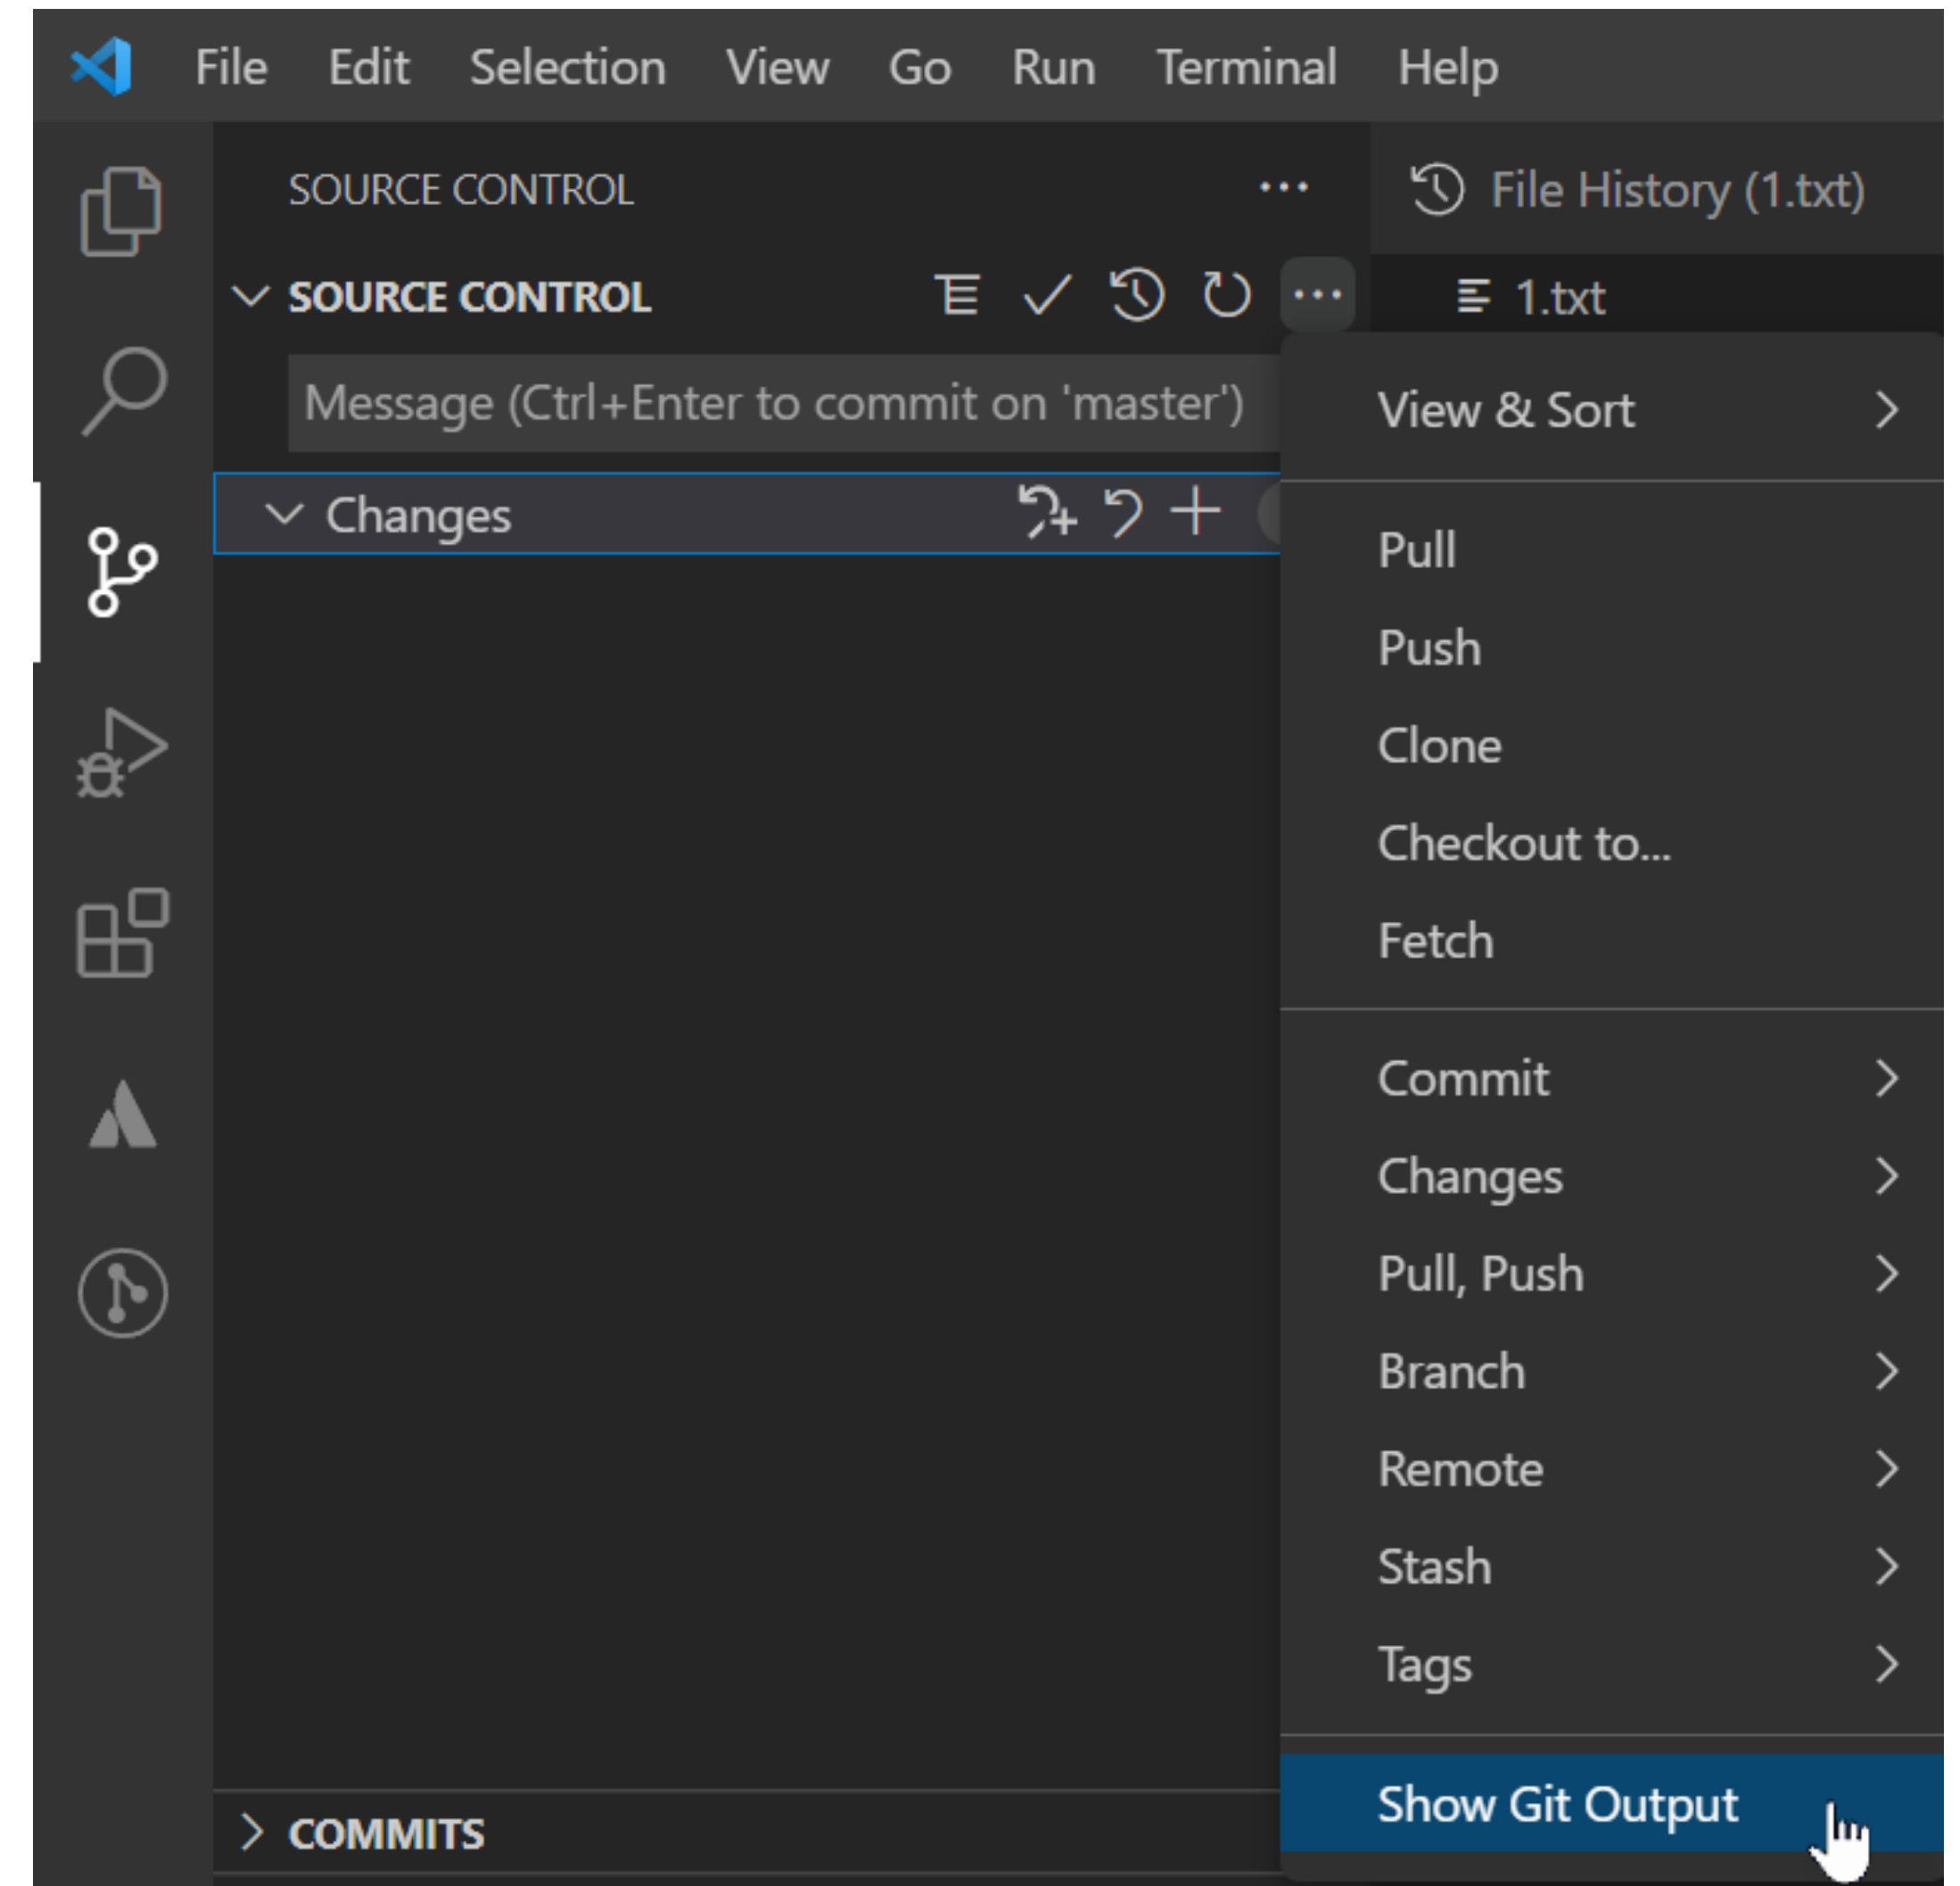 File Edit Selection View Go Run Terminal Help
SOURCE CONTROL
File History (1.txt)
SOURCE CONTROL
1.txt
Message (Ctrl+Enter to commit on 'master')
Changes
View & Sort
Pull
Push
Clone
Checkout to...
Fetch
Commit
Changes
Pull, Push
Branch
Remote
Stash
Tags
Show Git Output
COMMITS